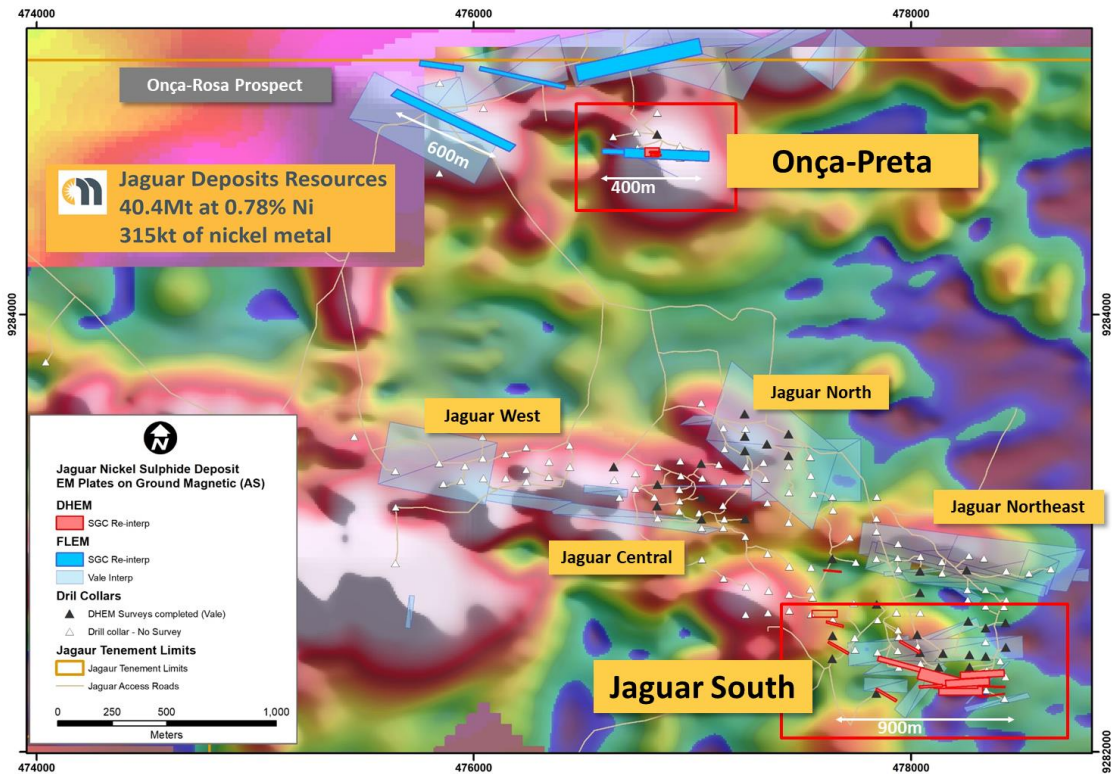 474000
476000
478000
Onça-Rosa Prospect
600m
Onça-Preta
400m
Jaguar Deposits Resources
40.4Mt at 0.78% Ni
315kt of nickel metal
9284000
9284000
Jaguar North
Jaguar West
Jaguar Northeast
Jaguar Central
Jaguar South
900m
N
Jaguar Nickel Sulphide Deposit
EM Plates on Ground Magnetic (AS)
DHEM
SGC Re-interp
FLEM
SGC Re-interp
Vale Interp
Dril Collars
DHEM Surveys completed (Vale)
Drill collar - No Survey
Jagaur Tenement Limits
Jagaur Tenement Limits
Jaguar Access Roads
0 250 500 1,000
Meters
9282000
474000
476000
478000